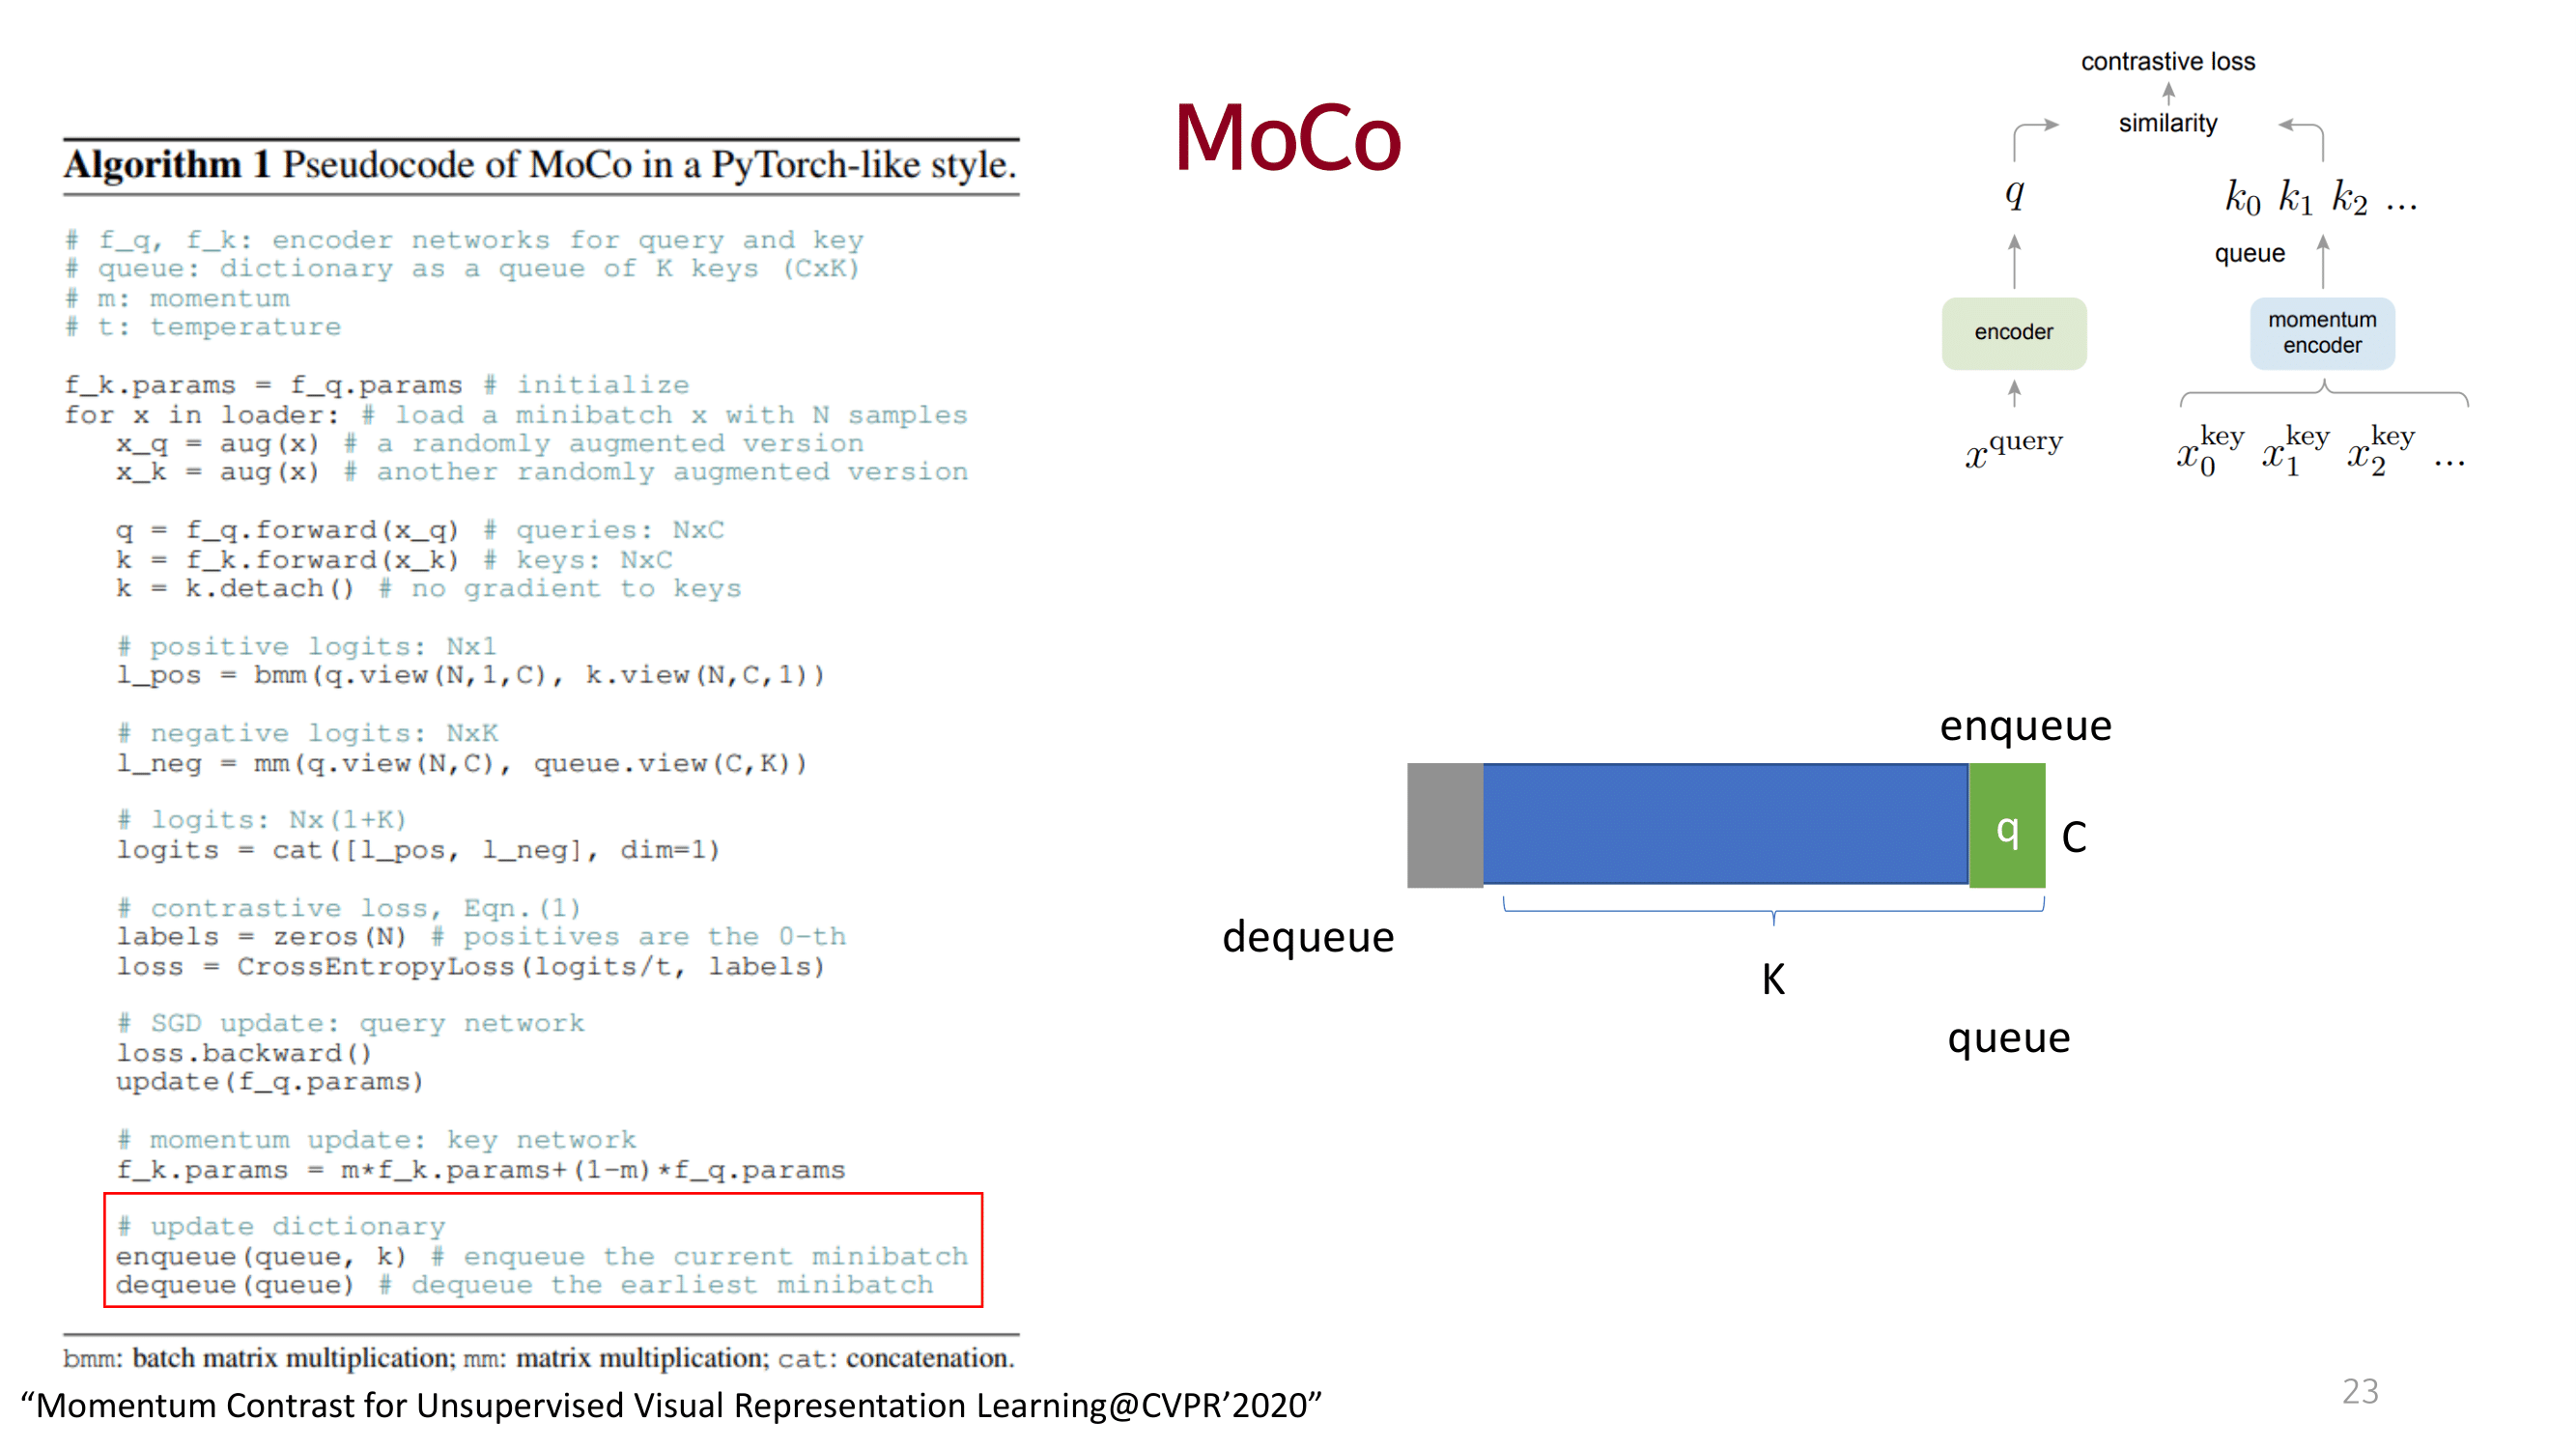 MoCo
Algorithm 1 Pseudocode of MoCo in a PyTorch-like style.
# f_q, f_k: encoder networks for query and key
# queue: dictionary as a queue of K keys (CxK)
# m: momentum
# t: temperature
f_k.params = f_q.params # initialize
for x in loader: # load a minibatch x with N samples
x_q = aug(x) # a randomly augmented version
x_k = aug(x) # another randomly augmented version
q = f_q.forward(x_q) # queries: NxC
k = f_k.forward(x_k) # keys: NxC
k = k.detach() # no gradient to keys
# positive logits: Nx1
l_pos = bmm(q.view(N,1,C), k.view(N,C,1))
# negative logits: NxK
l_neg = mm(q.view(N,C), queue.view(C,K))
# logits: Nx(1+K)
logits = cat([l_pos, l_neg], dim=1)
# contrastive loss, Eqn.(1)
labels = zeros(N) # positives are the 0-th
loss = CrossEntropyLoss(logits/t, labels)
# SGD update: query network
loss.backward()
update(f_q.params)
# momentum update: key network
f_k.params = m*f_k.params+(1-m)*f_q.params
# update dictionary
enqueue(queue, k) # enqueue the current minibatch
dequeue(queue) # dequeue the earliest minibatch
bmm: batch matrix multiplication; mm: matrix multiplication; cat: concatenation.
“Momentum Contrast for Unsupervised Visual Representation Learning@CVPR’2020”
contrastive loss
similarity
q
k₀ k₁ k₂ ...
queue
encoder
momentum
encoder
x^query
x₀^key x₁^key x₂^key ...
enqueue
q
C
dequeue
K
queue
23